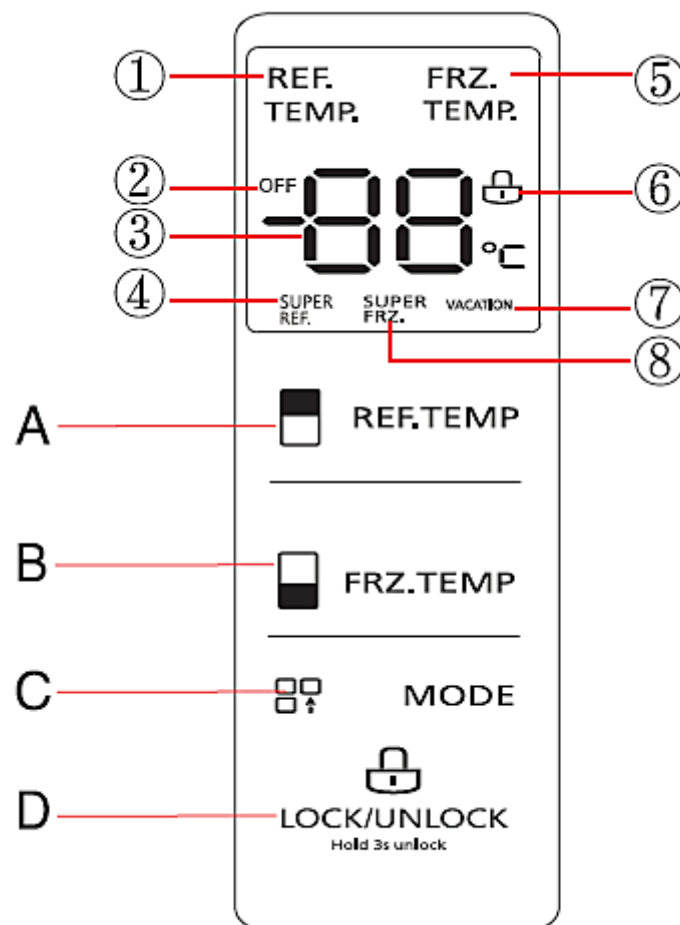 ① REF. TEMP.
FRZ. TEMP. ⑤
② OFF
-88
⑥
③
°C
④ SUPER REF.
SUPER FRZ.
VACATION ⑦
⑧
A REF.TEMP
B FRZ.TEMP
C MODE
D LOCK/UNLOCK
Hold 3s unlock